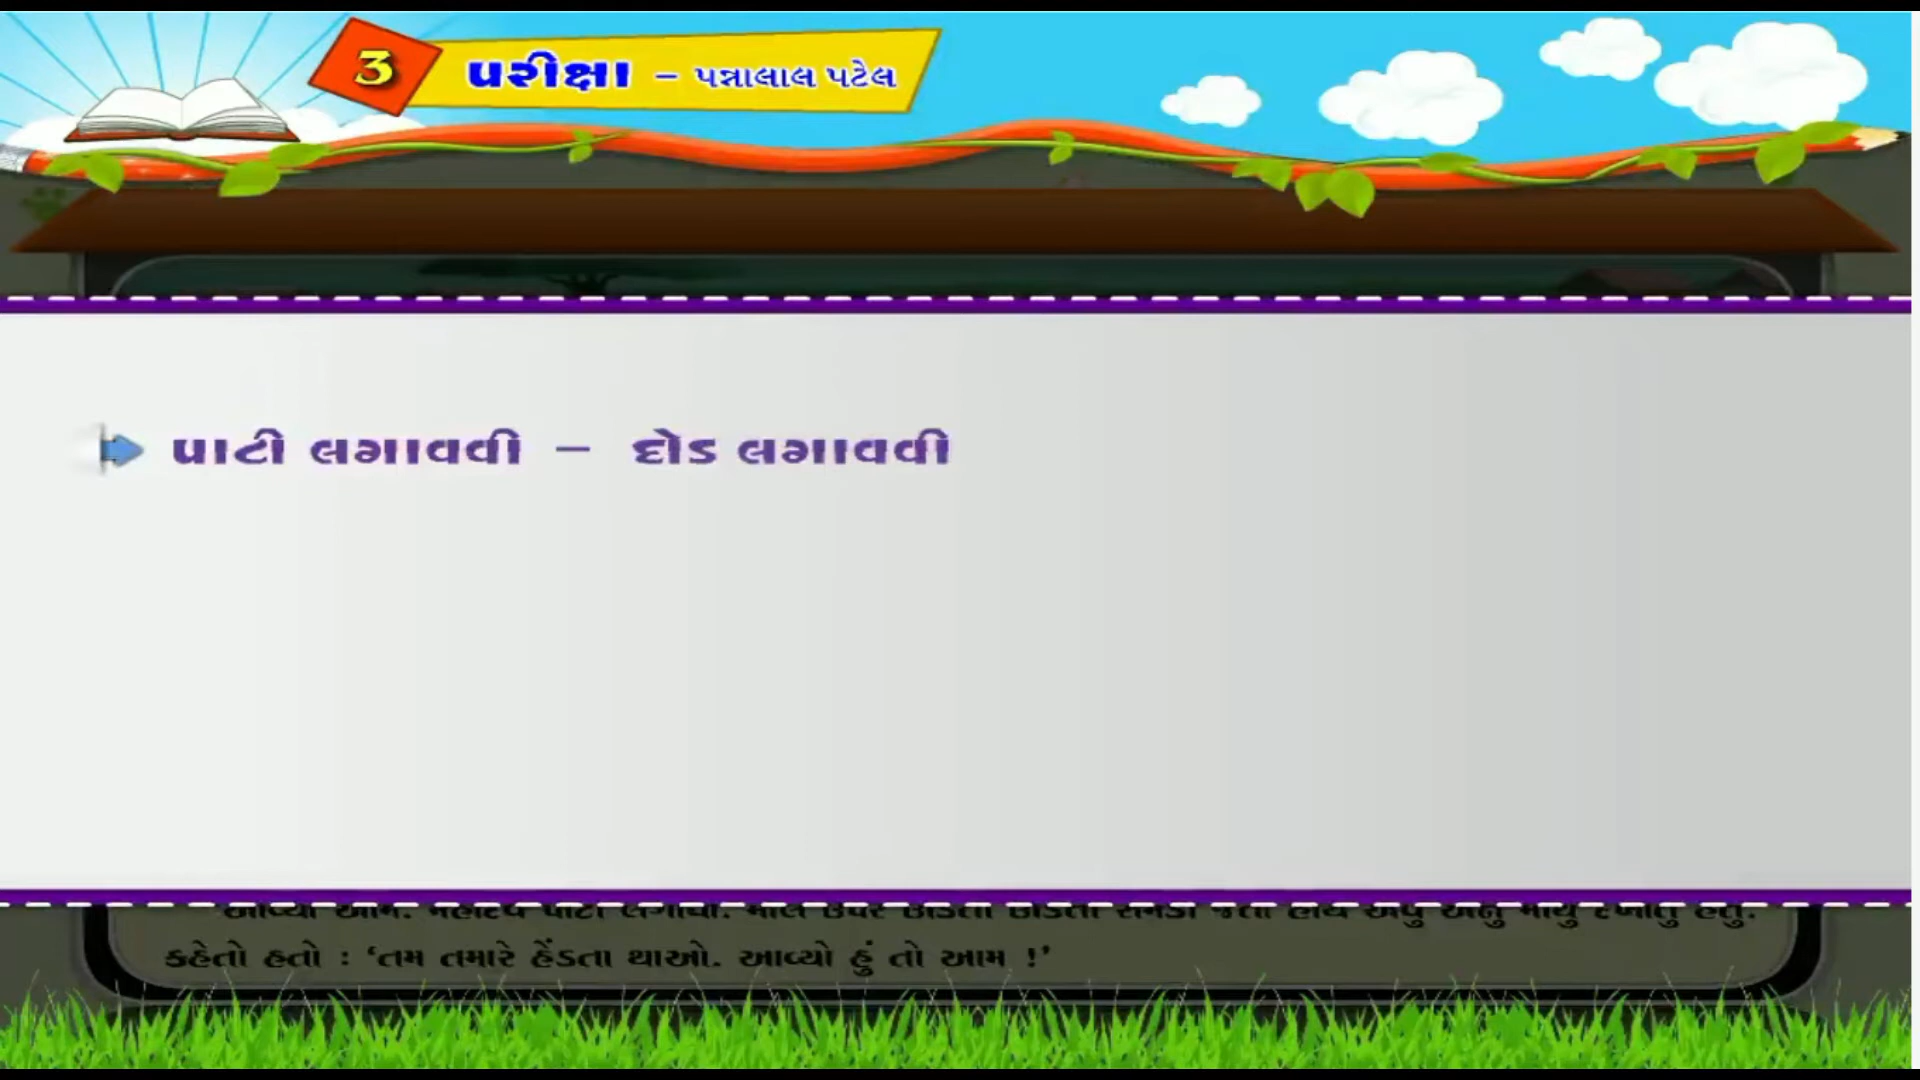 3 પરીક્ષા – પન્નાલાલ પટેલ
પાટી લગાવવી – દોડ લગાવવી
કહેતો હતો : ‘તમ તમારે હેંડતા થાઓ. આવ્યો હું તો આમ !’